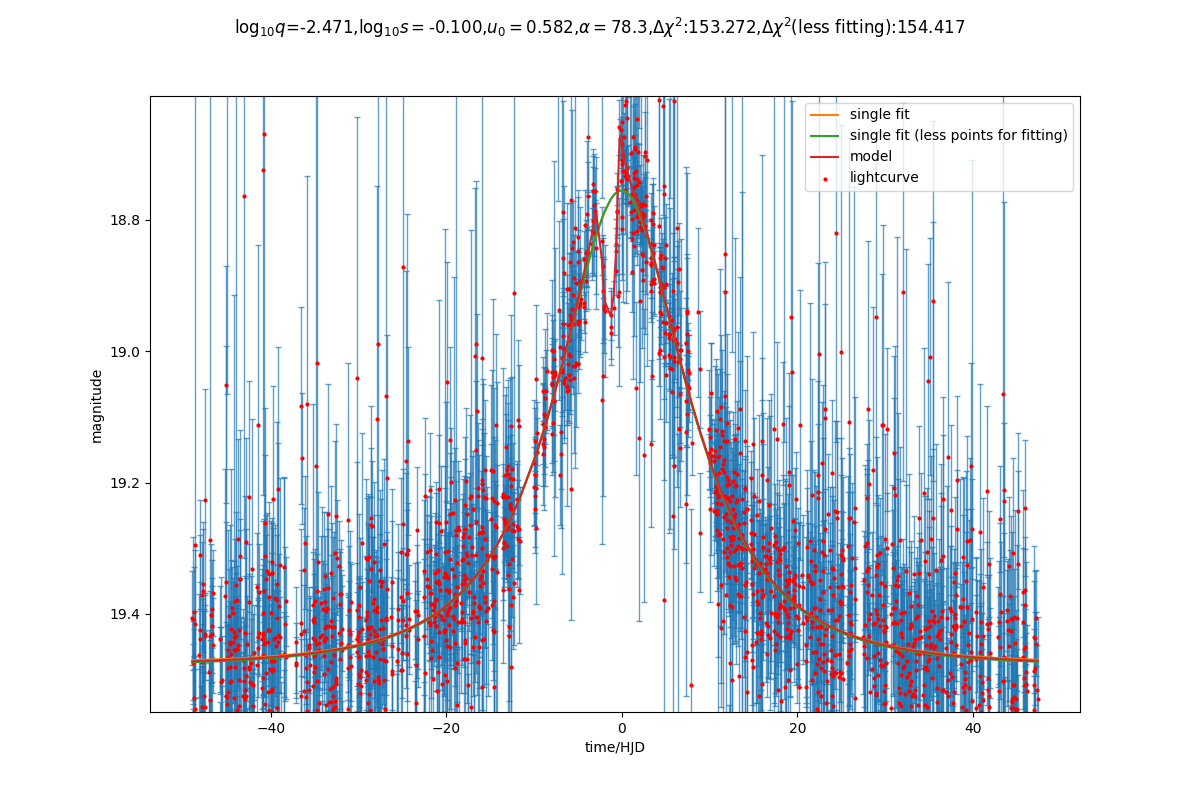 log₁₀q=-2.471,log₁₀s = -0.100,u₀ = 0.582,α = 78.3,Δχ²:153.272,Δχ²(less fitting):154.417
single fit
single fit (less points for fitting)
model
lightcurve
18.8
19.0
19.2
19.4
magnitude
−40
−20
0
20
40
time/HJD